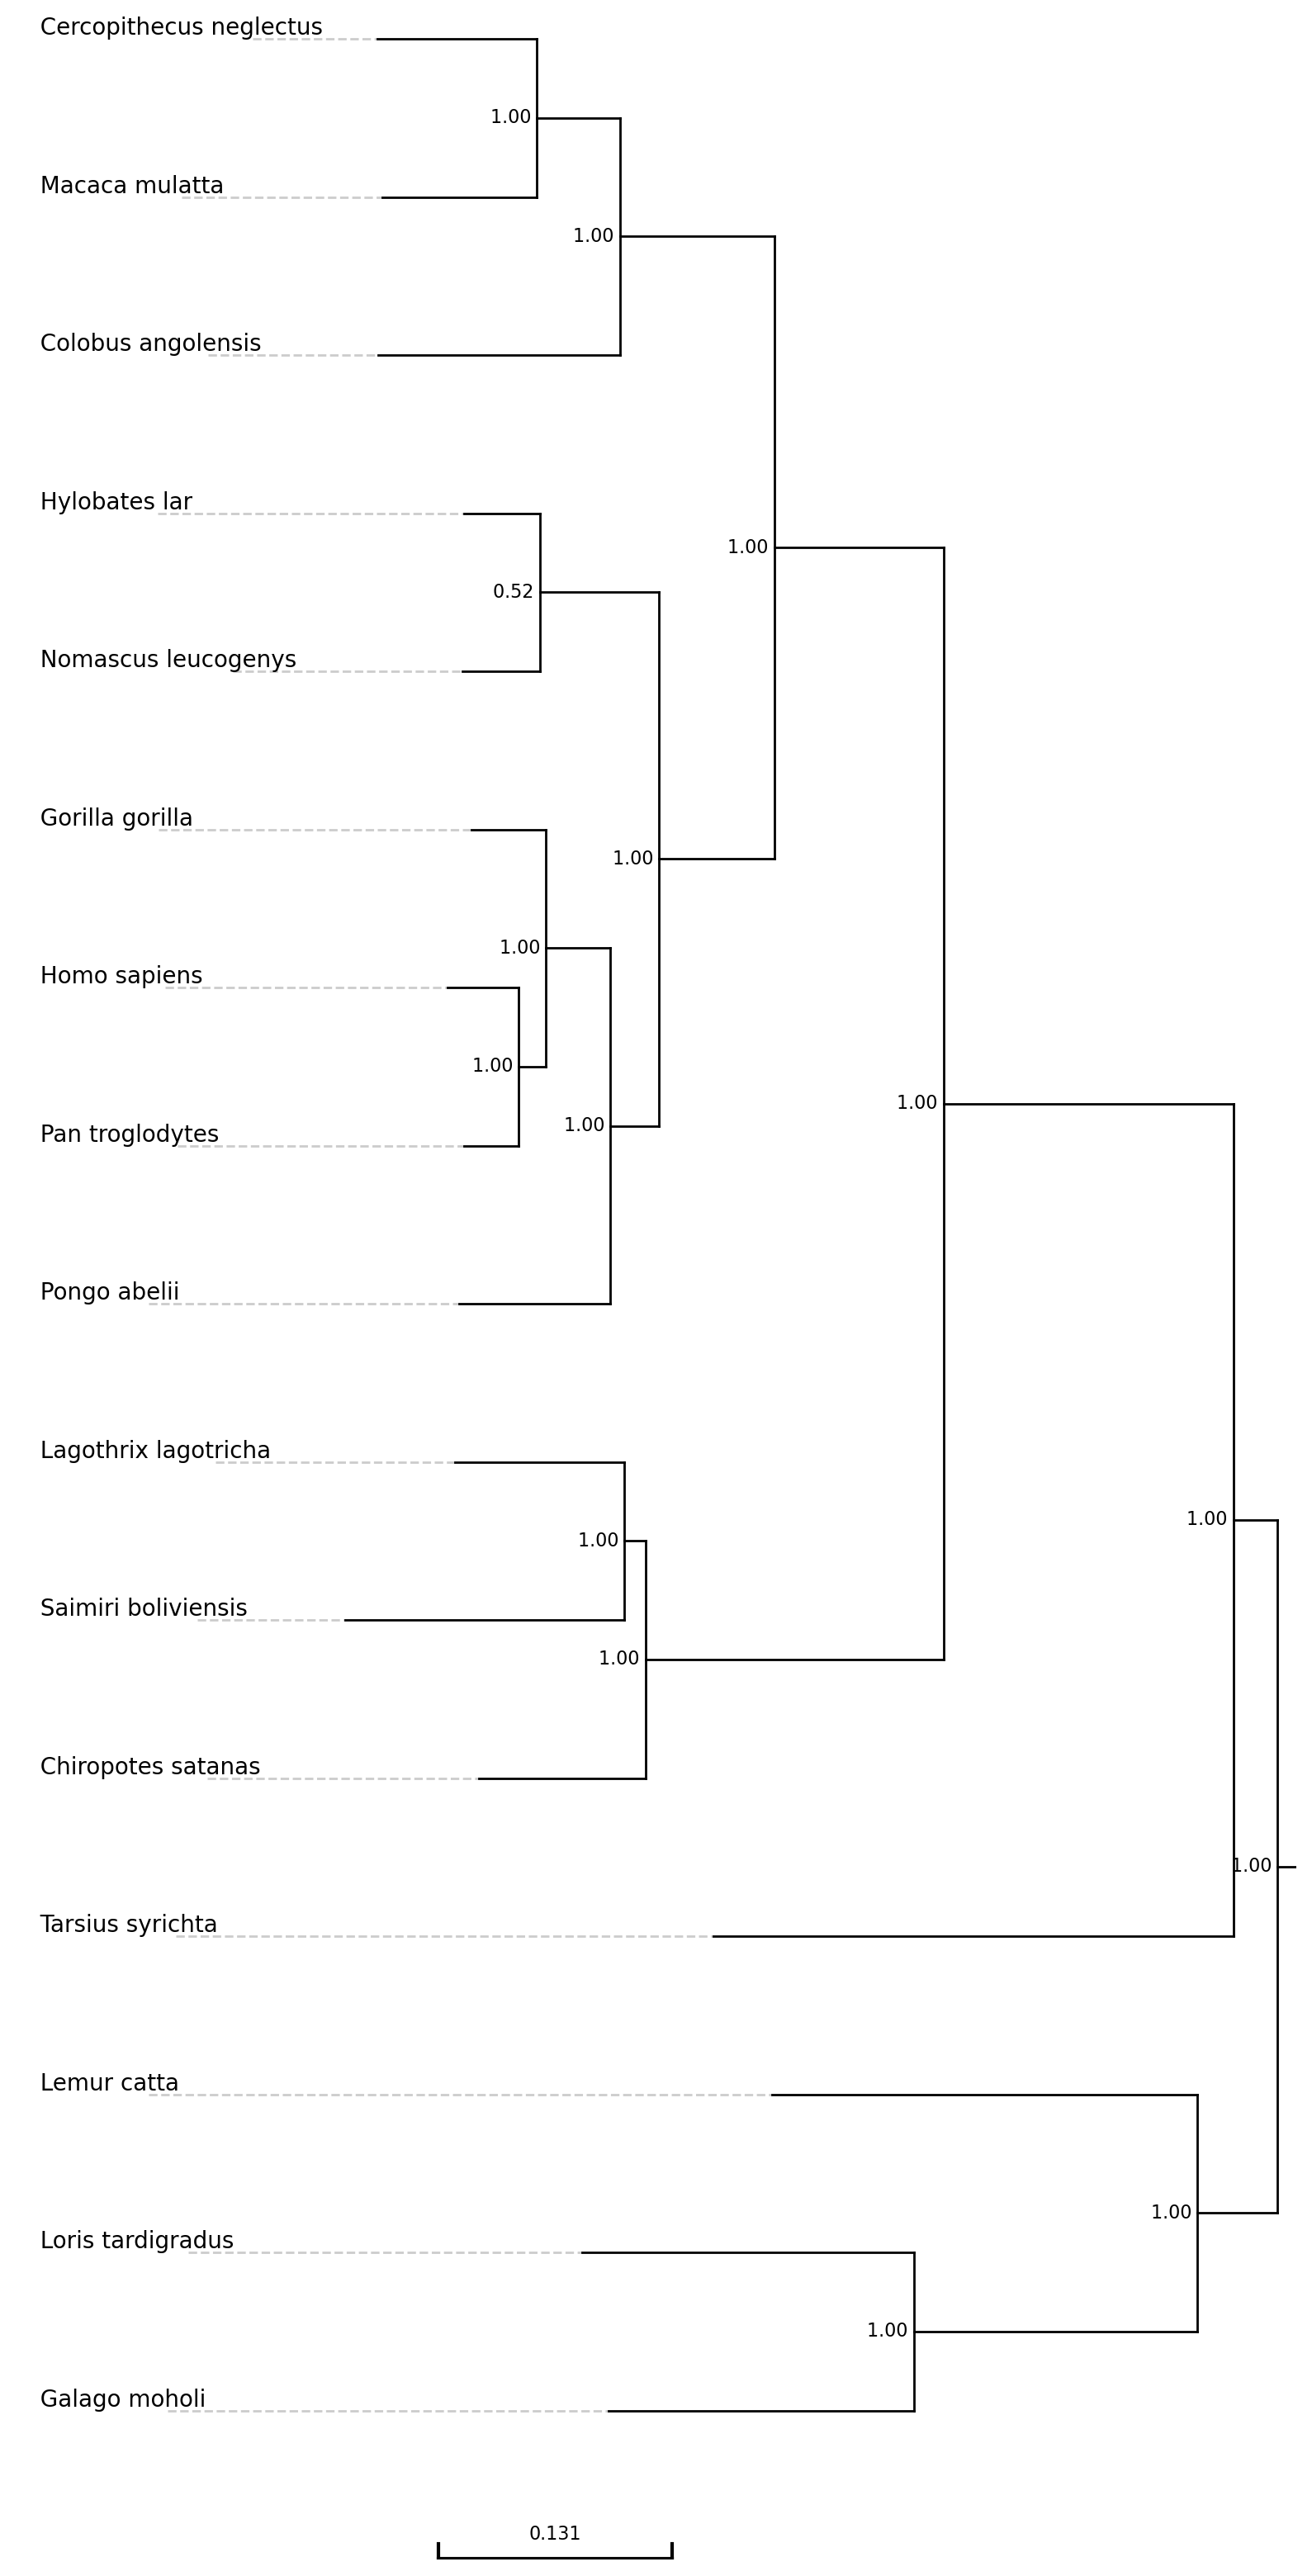 Cercopithecus neglectus
1.00
Macaca mulatta
1.00
Colobus angolensis
Hylobates lar
1.00
0.52
Nomascus leucogenys
Gorilla gorilla
1.00
1.00
Homo sapiens
1.00
1.00
1.00
Pan troglodytes
Pongo abelii
Lagothrix lagotricha
1.00
1.00
Saimiri boliviensis
1.00
Chiropotes satanas
1.00
Tarsius syrichta
Lemur catta
1.00
Loris tardigradus
1.00
Galago moholi
0.131